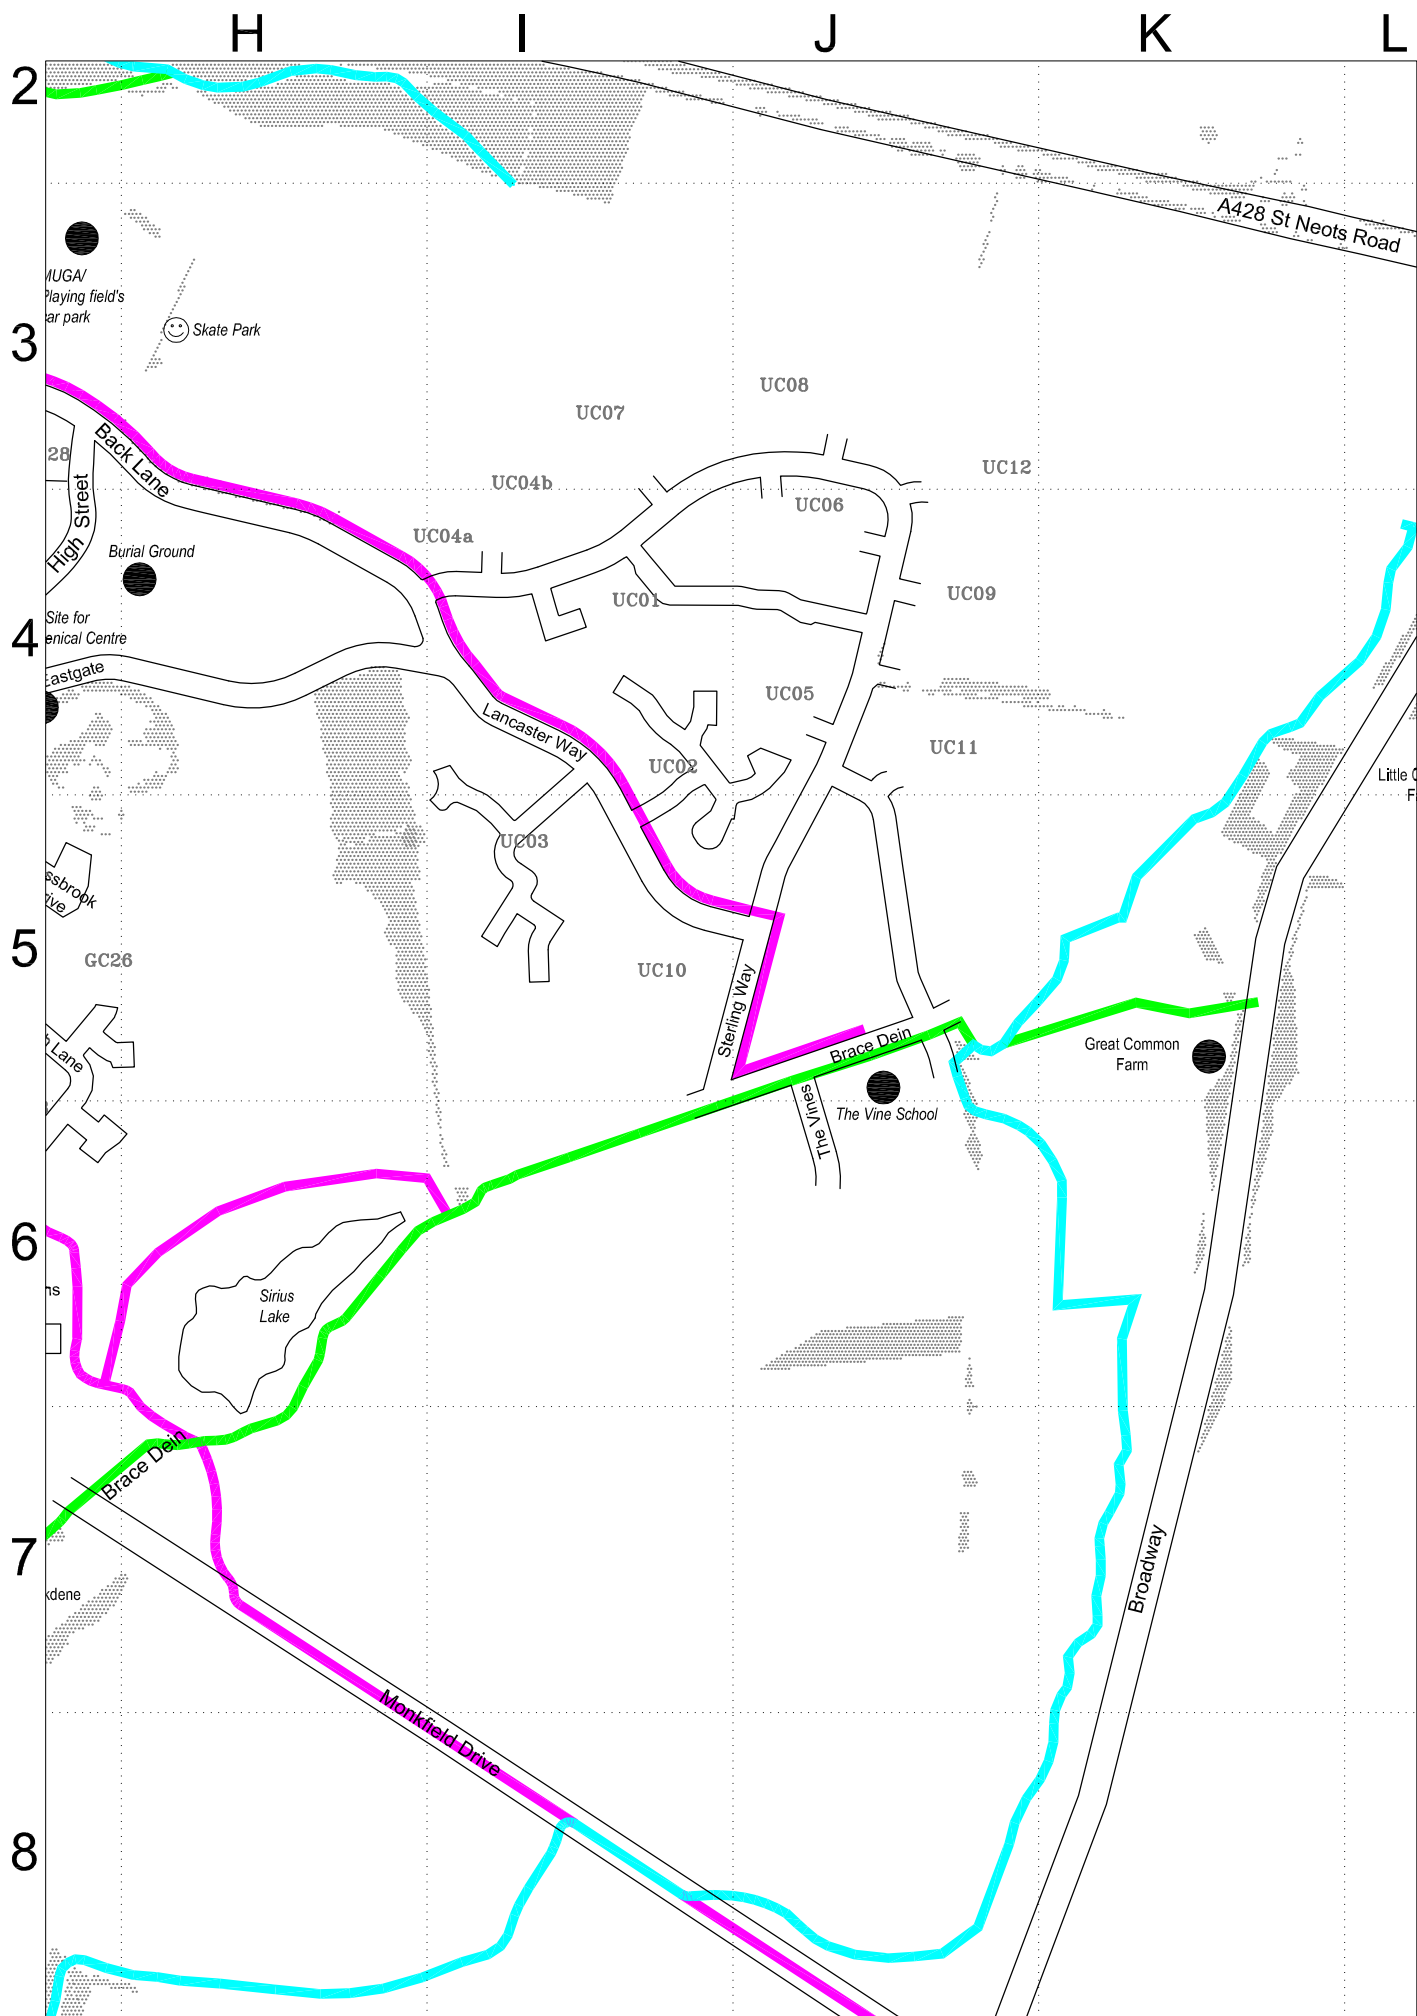 H I J K L
2
A428 St Neots Road
MUGA/
Playing field's
car park
3
Skate Park
UC08
UC07
Back Lane
28
UC12
UC04b
High Street
UC06
UC04a
Burial Ground
UC01
UC09
4
Site for
enical Centre
Eastgate
UC05
Lancaster Way
UC11
UC02
Little
F
UC03
ssbrook
rive
5
GC26
UC10
Sterling Way
h Lane
Brace Dein
Great Common
Farm
The Vines
The Vine School
6
ns
Sirius
Lake
Brace Dein
7
kdene
Broadway
Monkfield Drive
8